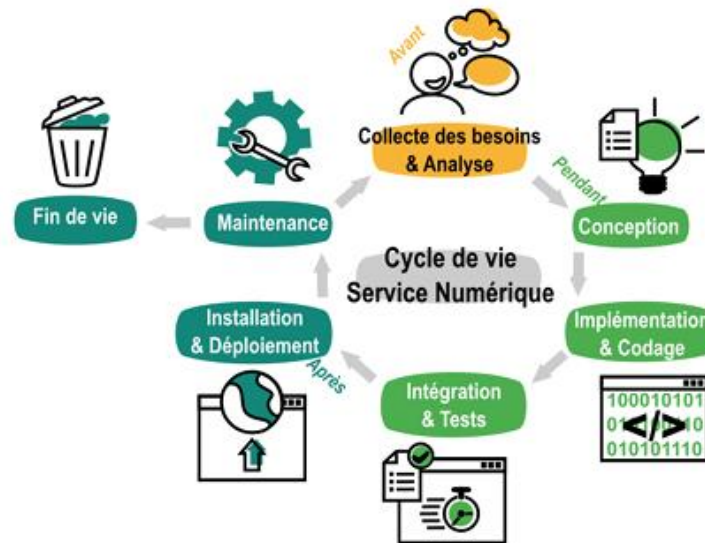 Avant
Collecte des besoins
& Analyse
Pendant
Conception
Implémentation
& Codage
100010101
</>
010101110
Intégration
& Tests
Après
Installation
& Déploiement
Maintenance
Fin de vie
Cycle de vie
Service Numérique